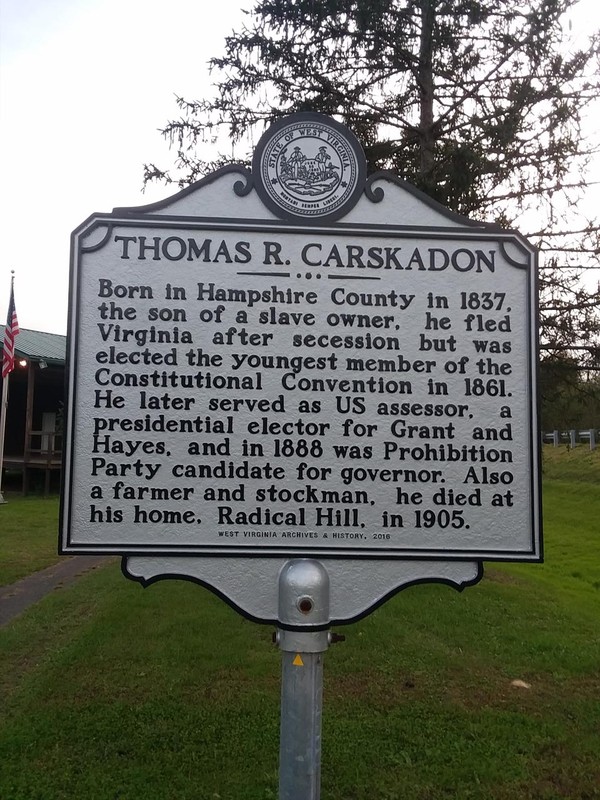 STATE OF WEST VIRGINIA.
MONTANI SEMPER LIBERI
THOMAS R. CARSKADON
Born in Hampshire County in 1837,
the son of a slave owner, he fled
Virginia after secession but was
elected the youngest member of the
Constitutional Convention in 1861.
He later served as US assessor, a
presidential elector for Grant and
Hayes, and in 1888 was Prohibition
Party candidate for governor. Also
a farmer and stockman, he died at
his home, Radical Hill, in 1905.
WEST VIRGINIA ARCHIVES & HISTORY, 2016